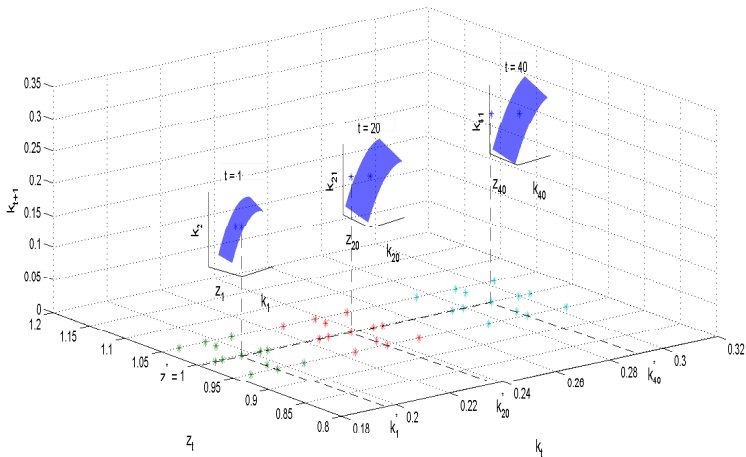 t = 40
0.35
0.3
0.25
0.2
0.15
0.1
0.05
0
k_{t+1}
t = 20
t = 1
k_2
z_1
k_1
k_{21}
z_{20}
k_{20}
k_{41}
z_{40}
k_{40}
1.2
1.15
1.1
1.05
z^* = 1
0.95
0.9
0.85
0.8
z_t
0.18
k_1^*
0.2
0.22
k_{20}^*
0.24
0.26
0.28
k_{40}^*
0.3
0.32
k_t